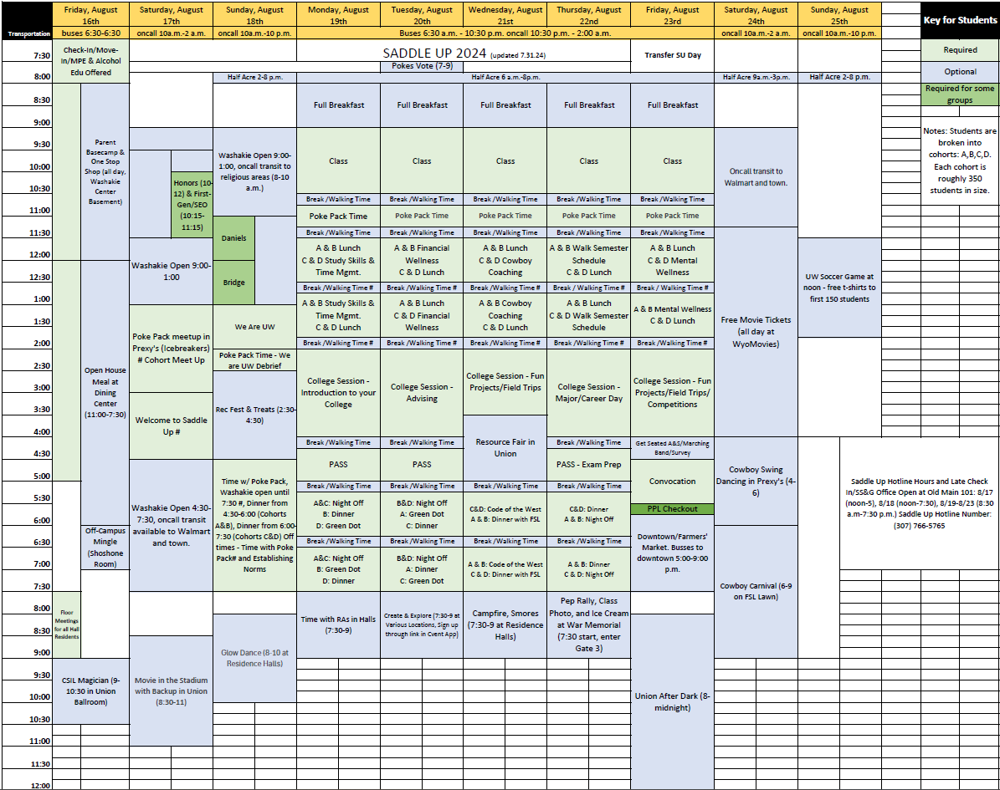 Transportation
Friday, August
16th
buses 6:30-6:30
Saturday, August
17th
oncall 10a.m.-2 a.m.
Sunday, August
18th
oncall 10a.m.-10 p.m.
Monday, August
19th
Tuesday, August
20th
Wednesday, August
21st
Thursday, August
22nd
Friday, August
23rd
Buses 6:30 a.m. - 10:30 p.m. oncall 10:30 p.m. - 2:00 a.m.
Saturday, August
24th
oncall 10a.m.-2 a.m.
Sunday, August
25th
oncall 10a.m.-10 p.m.
Key for Students
Required
Optional
Required for some
groups
Notes: Students are
broken into
cohorts: A,B,C,D.
Each cohort is
roughly 350
students in size.
7:30
8:00
8:30
9:00
9:30
10:00
10:30
11:00
11:30
12:00
12:30
1:00
1:30
2:00
2:30
3:00
3:30
4:00
4:30
5:00
5:30
6:00
6:30
7:00
7:30
8:00
8:30
9:00
9:30
10:00
10:30
11:00
11:30
12:00
SADDLE UP 2024 (updated 7.31.24)
Check-In/Move-
In/MPE & Alcohol
Edu Offered
Parent
Basecamp &
One Stop
Shop (all day,
Washakie
Center
Basement)
Open House
Meal at
Dining
Center
(11:00-7:30)
Off-Campus
Mingle
(Shoshone
Room)
Floor
Meetings
for all Hall
Residents
CSIL Magician (9-
10:30 in Union
Ballroom)
Honors (10-
12) & First-
Gen/SEO
(10:15-
11:15)
Washakie Open 9:00-
1:00
Poke Pack meetup in
Prexy's (Icebreakers)
# Cohort Meet Up
Welcome to Saddle
Up #
Washakie Open 4:30-
7:30, oncall transit
available to Walmart
and town.
Movie in the Stadium
with Backup in Union
(8:30-11)
Half Acre 2-8 p.m.
Washakie Open 9:00-
1:00, oncall transit to
religious areas (8-10
a.m.)
Daniels
Bridge
We Are UW
Poke Pack Time - We
are UW Debrief
Rec Fest & Treats (2:30-
4:30)
Time w/ Poke Pack,
Washakie open until
7:30 #, Dinner from
4:30-6:00 (Cohorts
A&B), Dinner from 6:00-
7:30 (Cohorts C&D) Off
times - Time with Poke
Pack# and Establishing
Norms
Glow Dance (8-10 at
Residence Halls)
Half Acre 6 a.m.-8p.m.
Full Breakfast
Class
Break /Walking Time
Poke Pack Time
Break /Walking Time
A & B Lunch
C & D Study Skills &
Time Mgmt.
Break /Walking Time #
A & B Study Skills &
Time Mgmt.
C & D Lunch
Break /Walking Time #
College Session -
Introduction to your
College
Break /Walking Time
PASS
Break /Walking Time
A&C: Night Off
B: Dinner
D: Green Dot
Break /Walking Time
A&C: Night Off
B: Green Dot
D: Dinner
Time with RAs in Halls
(7:30-9)
Pokes Vote (7-9)
Full Breakfast
Class
Break /Walking Time
Poke Pack Time
Break /Walking Time
A & B Financial
Wellness
C & D Lunch
Break /Walking Time #
A & B Lunch
C & D Financial
Wellness
Break /Walking Time #
College Session -
Advising
Break /Walking Time
PASS
Break /Walking Time
B&D: Night Off
A: Green Dot
C: Dinner
Break /Walking Time
B&D: Night Off
A: Dinner
C: Green Dot
Create & Explore (7:30-9 at
Various Locations, Sign up
through link in Cvent App)
Full Breakfast
Class
Break /Walking Time
Poke Pack Time
Break /Walking Time
A & B Lunch
C & D Cowboy
Coaching
Break /Walking Time #
A & B Cowboy
Coaching
C & D Lunch
Break /Walking Time #
College Session - Fun
Projects/Field Trips
Resource Fair in
Union
Break /Walking Time
C&D: Code of the West
A & B: Dinner with FSL
Break /Walking Time
A & B: Code of the West
C & D: Dinner with FSL
Campfire, Smores
(7:30-9 at Residence
Halls)
Full Breakfast
Class
Break /Walking Time
Poke Pack Time
Break /Walking Time
A & B Walk Semester
Schedule
C & D Lunch
Break /Walking Time #
A & B Lunch
C & D Walk Semester
Schedule
Break /Walking Time #
College Session -
Major/Career Day
Break /Walking Time
PASS - Exam Prep
Break /Walking Time
C&D: Dinner
A & B: Night Off
Break /Walking Time
A & B: Dinner
C & D: Night Off
Pep Rally, Class
Photo, and Ice Cream
at War Memorial
(7:30 start, enter
Gate 3)
Transfer SU Day
Full Breakfast
Class
Break /Walking Time
Poke Pack Time
Break /Walking Time
A & B Lunch
C & D Mental
Wellness
Break / Walking Time #
A & B Mental Wellness
C & D Lunch
Break /Walking Time #
College Session - Fun
Projects/Field Trips/
Competitions
Get Seated A&S/Marching
Band/Survey
Convocation
PPL Checkout
Downtown/Farmers'
Market. Busses to
downtown 5:00-9:00
p.m.
Union After Dark (8-
midnight)
Half Acre 9a.m.-3p.m.
Oncall transit to
Walmart and town.
Free Movie Tickets
(all day at
WyoMovies)
Cowboy Swing
Dancing in Prexy's (4-
6)
Cowboy Carnival (6-9
on FSL Lawn)
Half Acre 2-8 p.m.
UW Soccer Game at
noon - free t-shirts to
first 150 students
Saddle Up Hotline Hours and Late Check
In/SS&G Office Open at Old Main 101: 8/17
(noon-5), 8/18 (noon-7:30), 8/19-8/23 (8:30
a.m-7:30 p.m.) Saddle Up Hotline Number:
(307) 766-5765